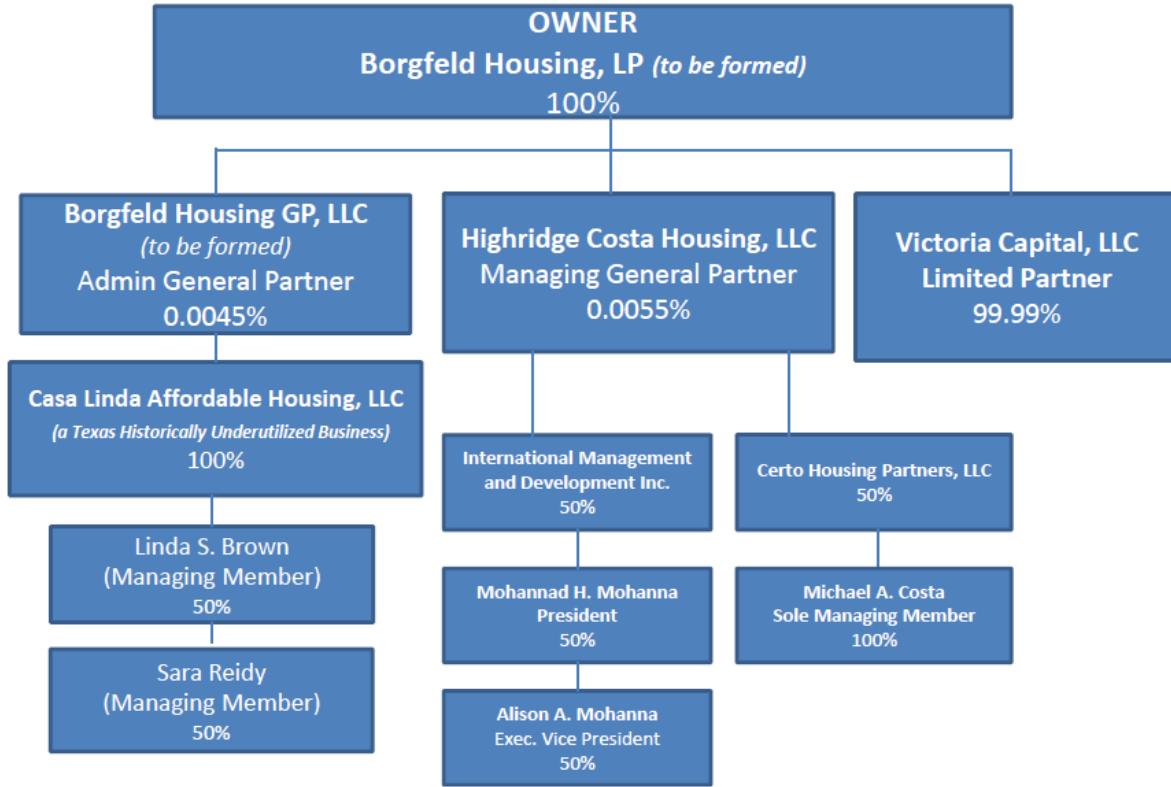 OWNER
Borgfeld Housing, LP (to be formed)
100%
Borgfeld Housing GP, LLC
(to be formed)
Admin General Partner
0.0045%
Highridge Costa Housing, LLC
Managing General Partner
0.0055%
Victoria Capital, LLC
Limited Partner
99.99%
Casa Linda Affordable Housing, LLC
(a Texas Historically Underutilized Business)
100%
International Management
and Development Inc.
50%
Certo Housing Partners, LLC
50%
Linda S. Brown
(Managing Member)
50%
Mohannad H. Mohanna
President
50%
Michael A. Costa
Sole Managing Member
100%
Sara Reidy
(Managing Member)
50%
Alison A. Mohanna
Exec. Vice President
50%